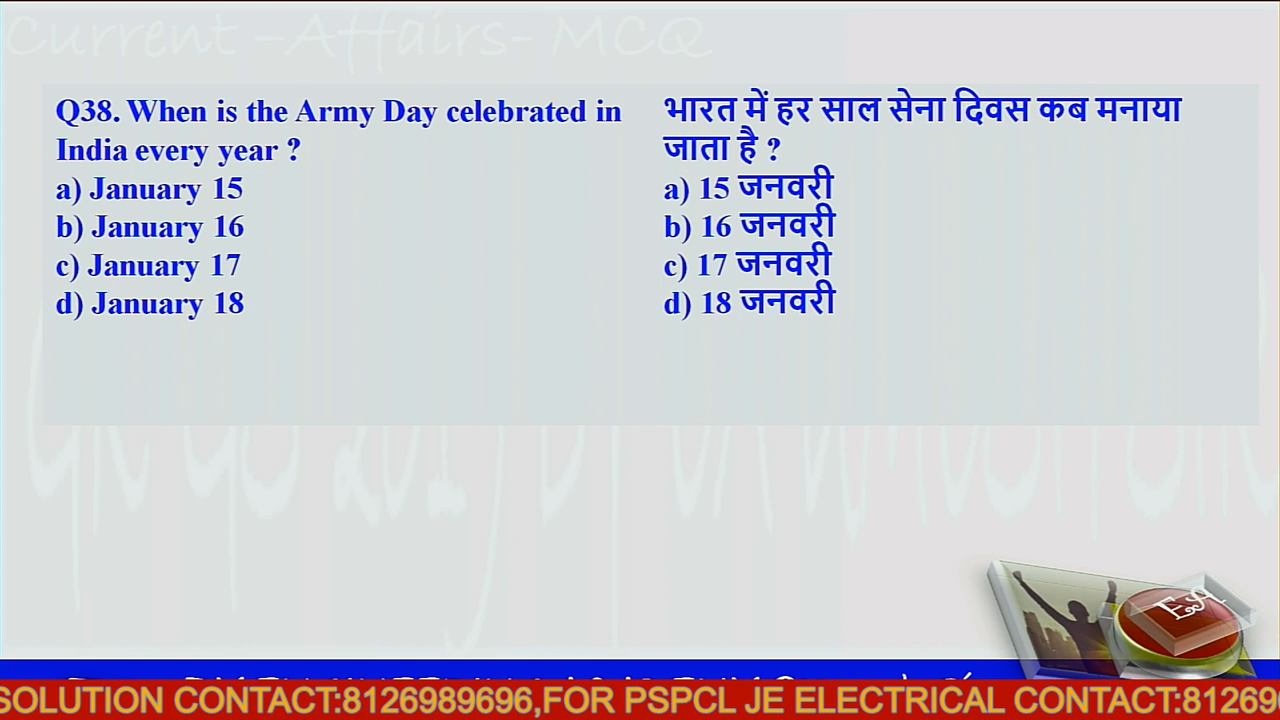 Current -Affairs- MCQ
Q38. When is the Army Day celebrated in
India every year ?
a) January 15
b) January 16
c) January 17
d) January 18
भारत में हर साल सेना दिवस कब मनाया
जाता है ?
a) 15 जनवरी
b) 16 जनवरी
c) 17 जनवरी
d) 18 जनवरी
E.A
SOLUTION CONTACT:8126989696,FOR PSPCL JE ELECTRICAL CONTACT:81269